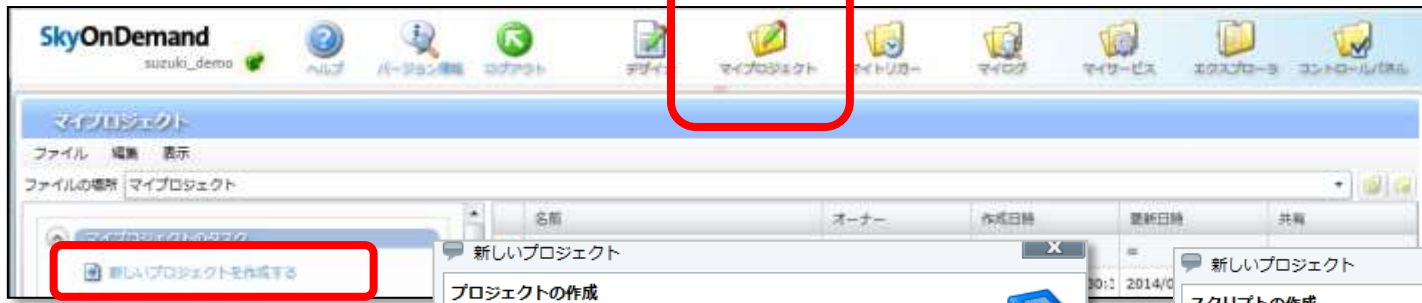 SkyOnDemand
suzuki_demo
ヘルプ バージョン情報 ログアウト デザイナ マイプロジェクト マイトリガー マイログ マイサービス エクスプローラ コントロールパネル
マイプロジェクト
ファイル 編集 表示
ファイルの場所 マイプロジェクト
名前 オーナー 作成日時 更新日時 共有
マイプロジェクトのタスク
新しいプロジェクトを作成する
新しいプロジェクト X
=
新しいプロジェクト
プロジェクトの作成
2014/0
スクリプトの作成